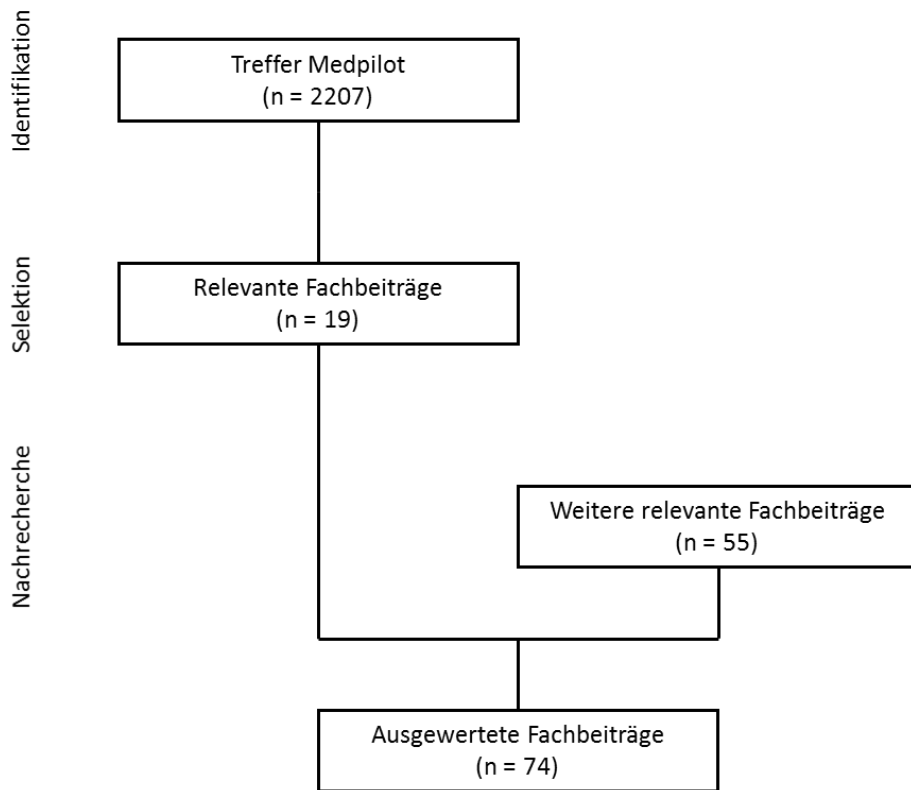 Identifikation
Treffer Medpilot
(n = 2207)
Selektion
Relevante Fachbeiträge
(n = 19)
Nachrecherche
Weitere relevante Fachbeiträge
(n = 55)
Ausgewertete Fachbeiträge
(n = 74)